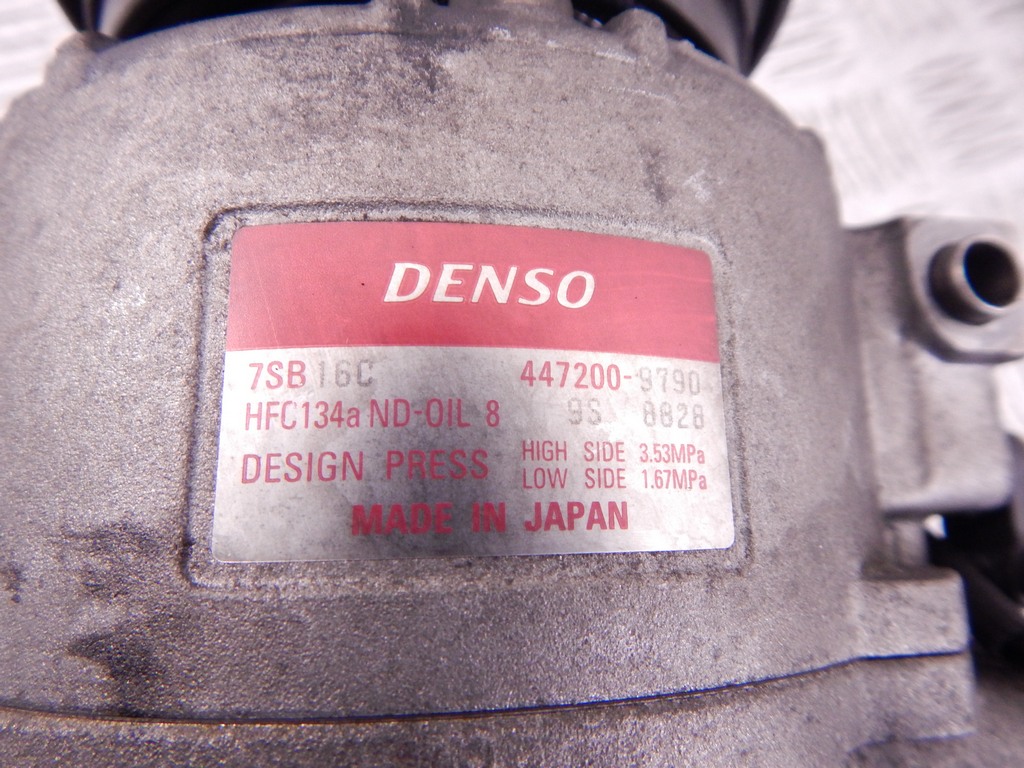 DENSO
7SB16C 447200-9790
HFC134a ND-OIL 8 9S 8828
DESIGN PRESS HIGH SIDE 3.53MPa
LOW SIDE 1.67MPa
MADE IN JAPAN